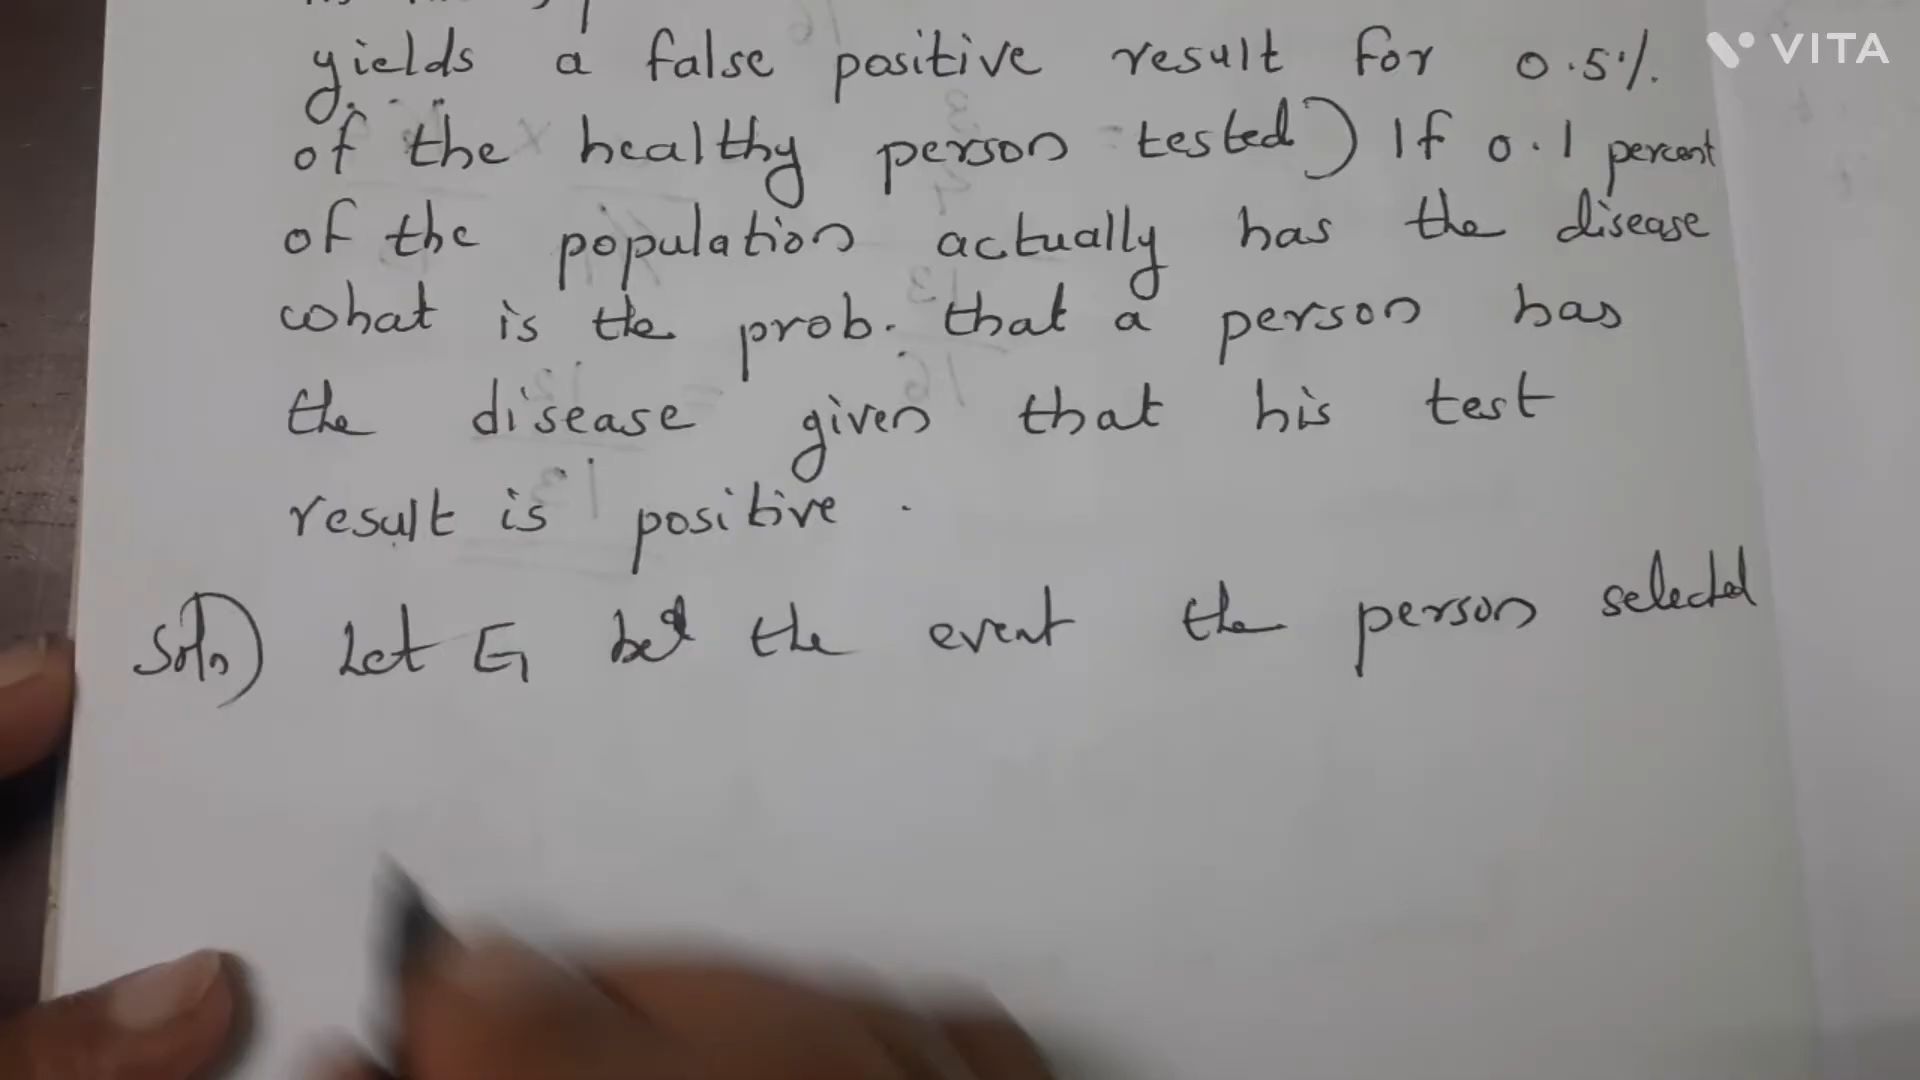 yields a false positive result for 0.5%.
of the healthy person tested) If 0.1 percent
of the population actually has the disease
what is the prob. that a person has
the disease given that his test
result is positive.
Soln) Let E₁ be the event the person selected
VITA